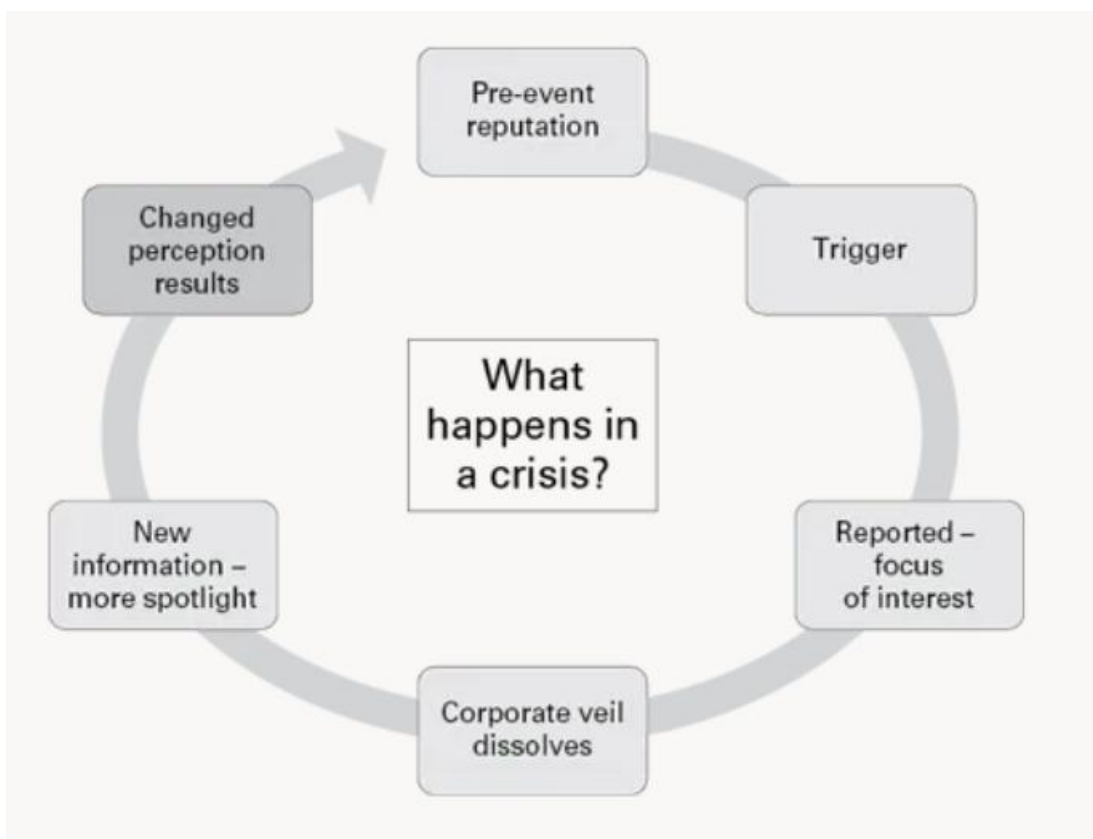 Pre-event
reputation
Trigger
Reported –
focus
of interest
Corporate veil
dissolves
New
information –
more spotlight
Changed
perception
results
What
happens in
a crisis?